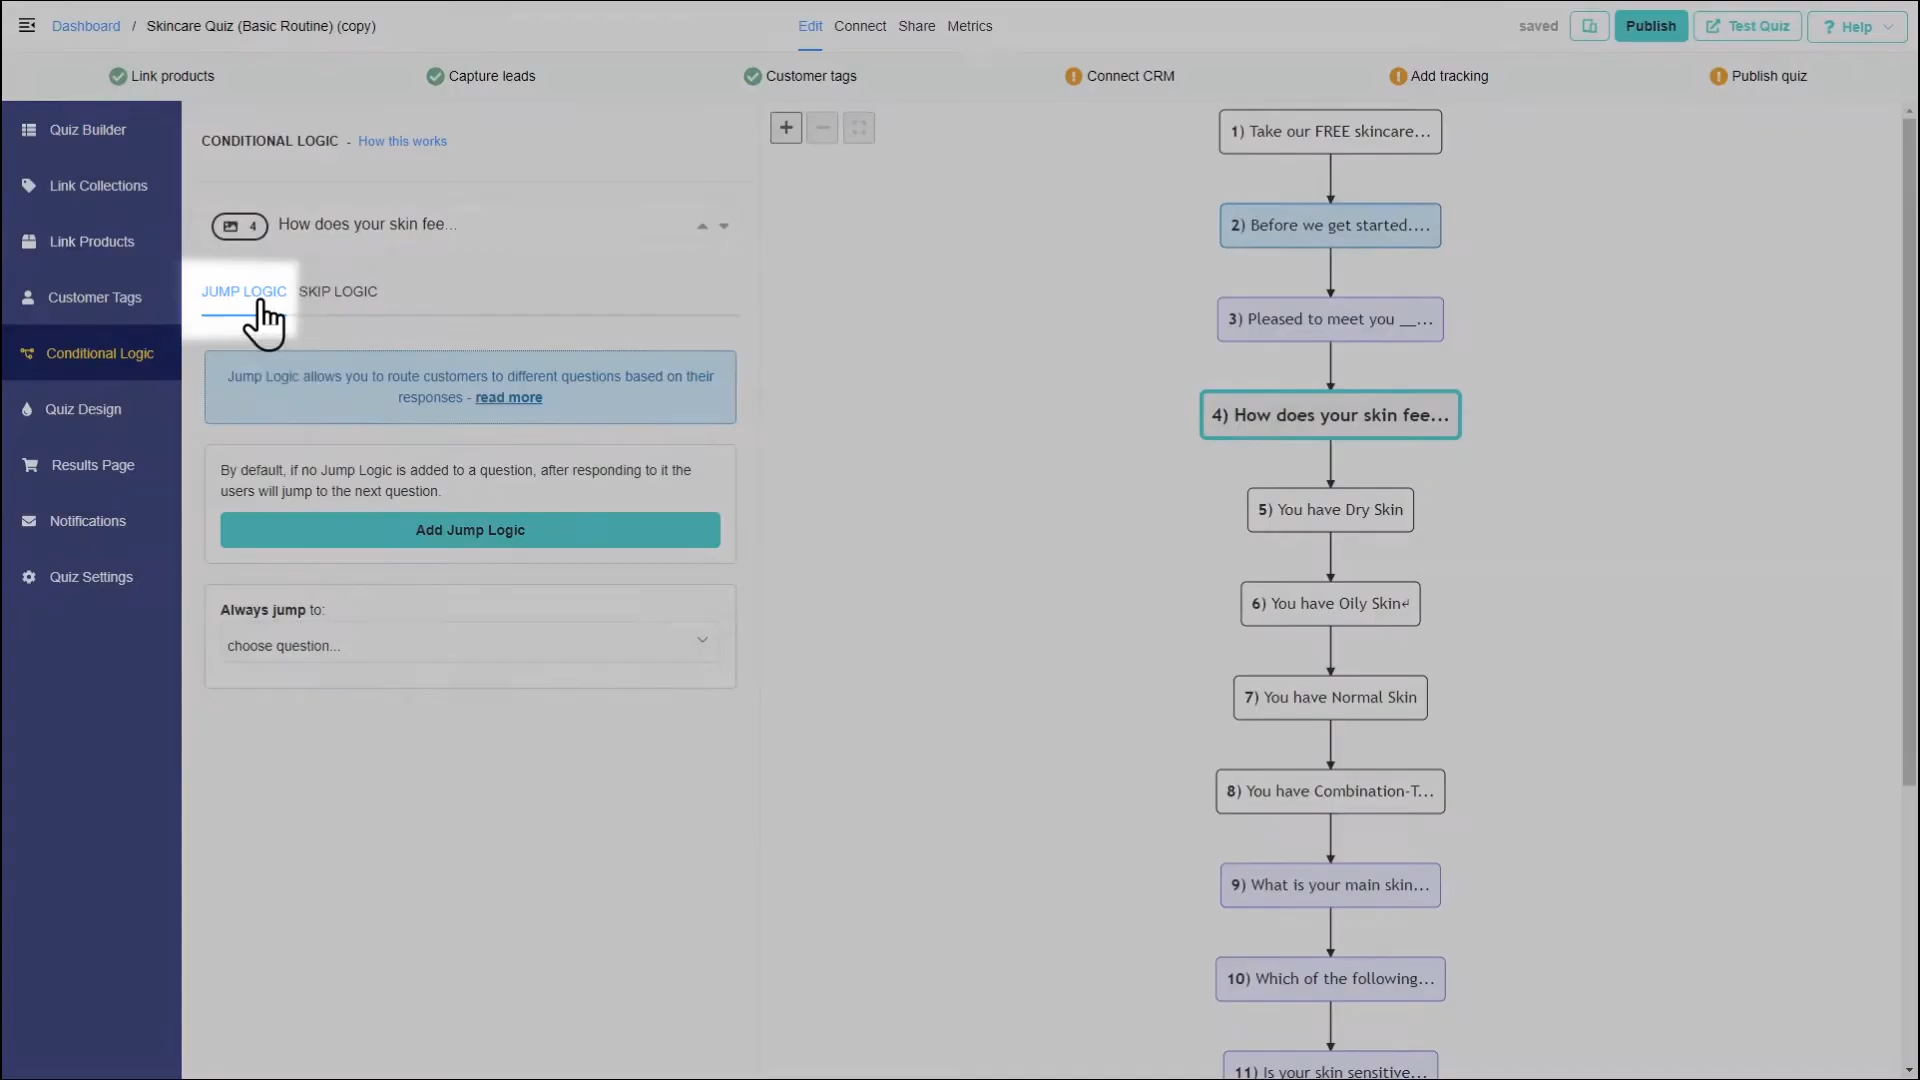 Dashboard / Skincare Quiz (Basic Routine) (copy)
Edit Connect Share Metrics
saved Publish Test Quiz ? Help
Link products
Capture leads
Customer tags
Connect CRM
Add tracking
Publish quiz
Quiz Builder
Link Collections
Link Products
Customer Tags
Conditional Logic
Quiz Design
Results Page
Notifications
Quiz Settings
CONDITIONAL LOGIC - How this works
4 How does your skin fee...
JUMP LOGIC SKIP LOGIC
Jump Logic allows you to route customers to different questions based on their
responses - read more
By default, if no Jump Logic is added to a question, after responding to it the
users will jump to the next question.
Add Jump Logic
Always jump to:
choose question...
1) Take our FREE skincare...
2) Before we get started....
3) Pleased to meet you __...
4) How does your skin fee...
5) You have Dry Skin
6) You have Oily Skin↵
7) You have Normal Skin
8) You have Combination-T...
9) What is your main skin...
10) Which of the following...
11) Is your skin sensitive...